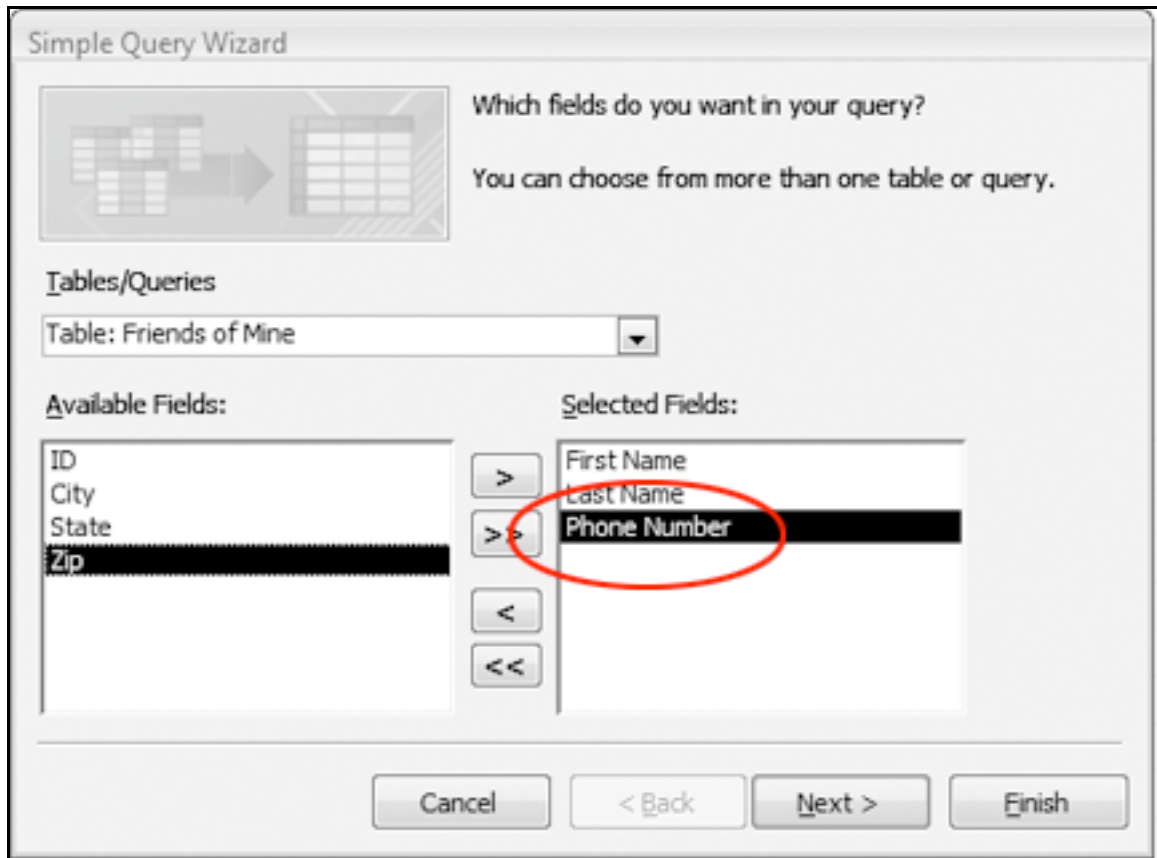 Simple Query Wizard
Which fields do you want in your query?
You can choose from more than one table or query.
Tables/Queries
Table: Friends of Mine
Available Fields:
ID
City
State
Zip
>
>>
<
<<
Selected Fields:
First Name
Last Name
Phone Number
Cancel
< Back
Next >
Finish